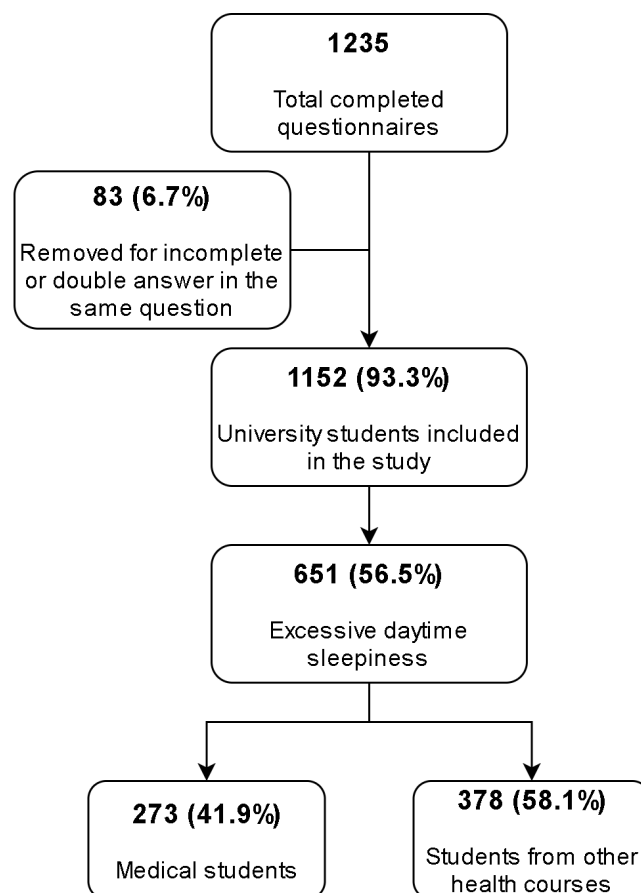 1235
Total completed
questionnaires
83 (6.7%)
Removed for incomplete
or double answer in the
same question
1152 (93.3%)
University students included
in the study
651 (56.5%)
Excessive daytime
sleepiness
273 (41.9%)
Medical students
378 (58.1%)
Students from other
health courses